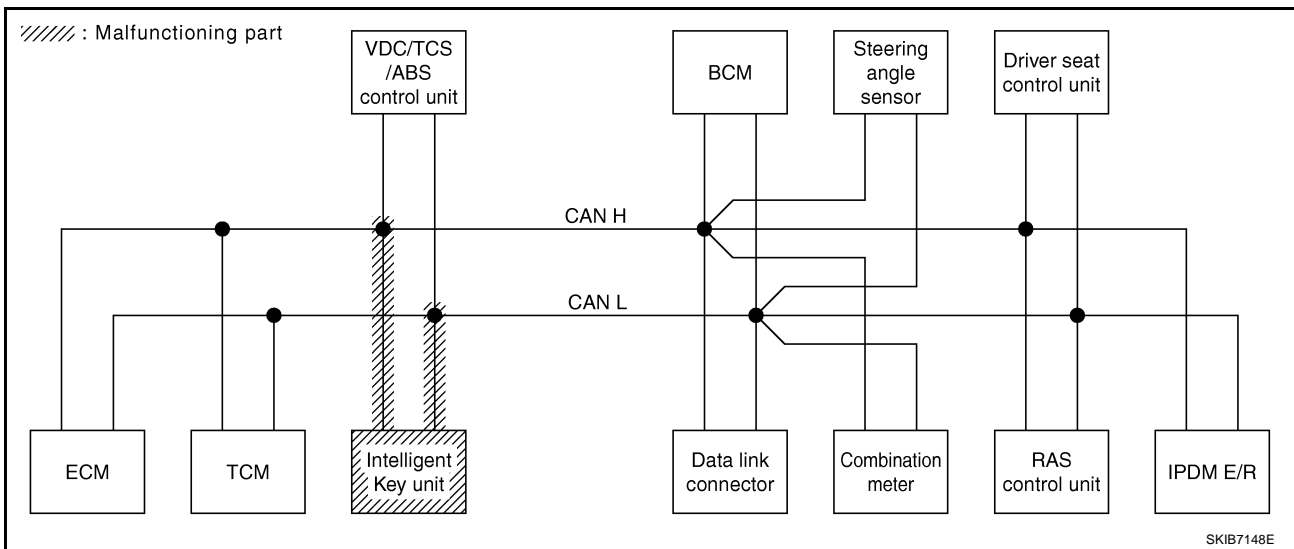 : Malfunctioning part
VDC/TCS
/ABS
control unit
BCM
Steering
angle
sensor
Driver seat
control unit
CAN H
CAN L
ECM
TCM
Intelligent
Key unit
Data link
connector
Combination
meter
RAS
control unit
IPDM E/R
SKIB7148E